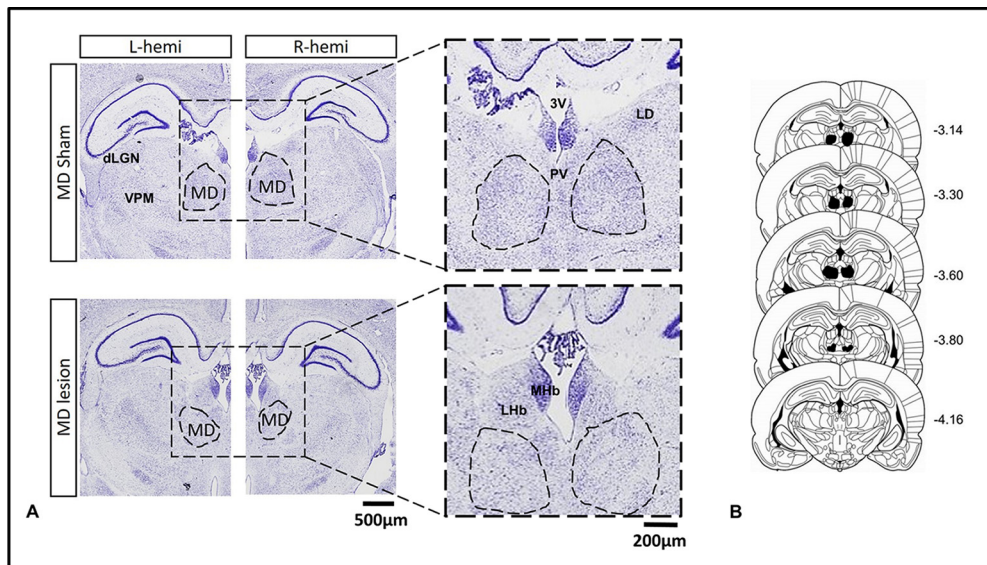 L-hemi
R-hemi
MD Sham
dLGN
VPM
MD
MD
3V
LD
PV
MD lesion
MD
MD
MHb
LHb
A
500µm
200µm
-3.14
-3.30
-3.60
-3.80
-4.16
B